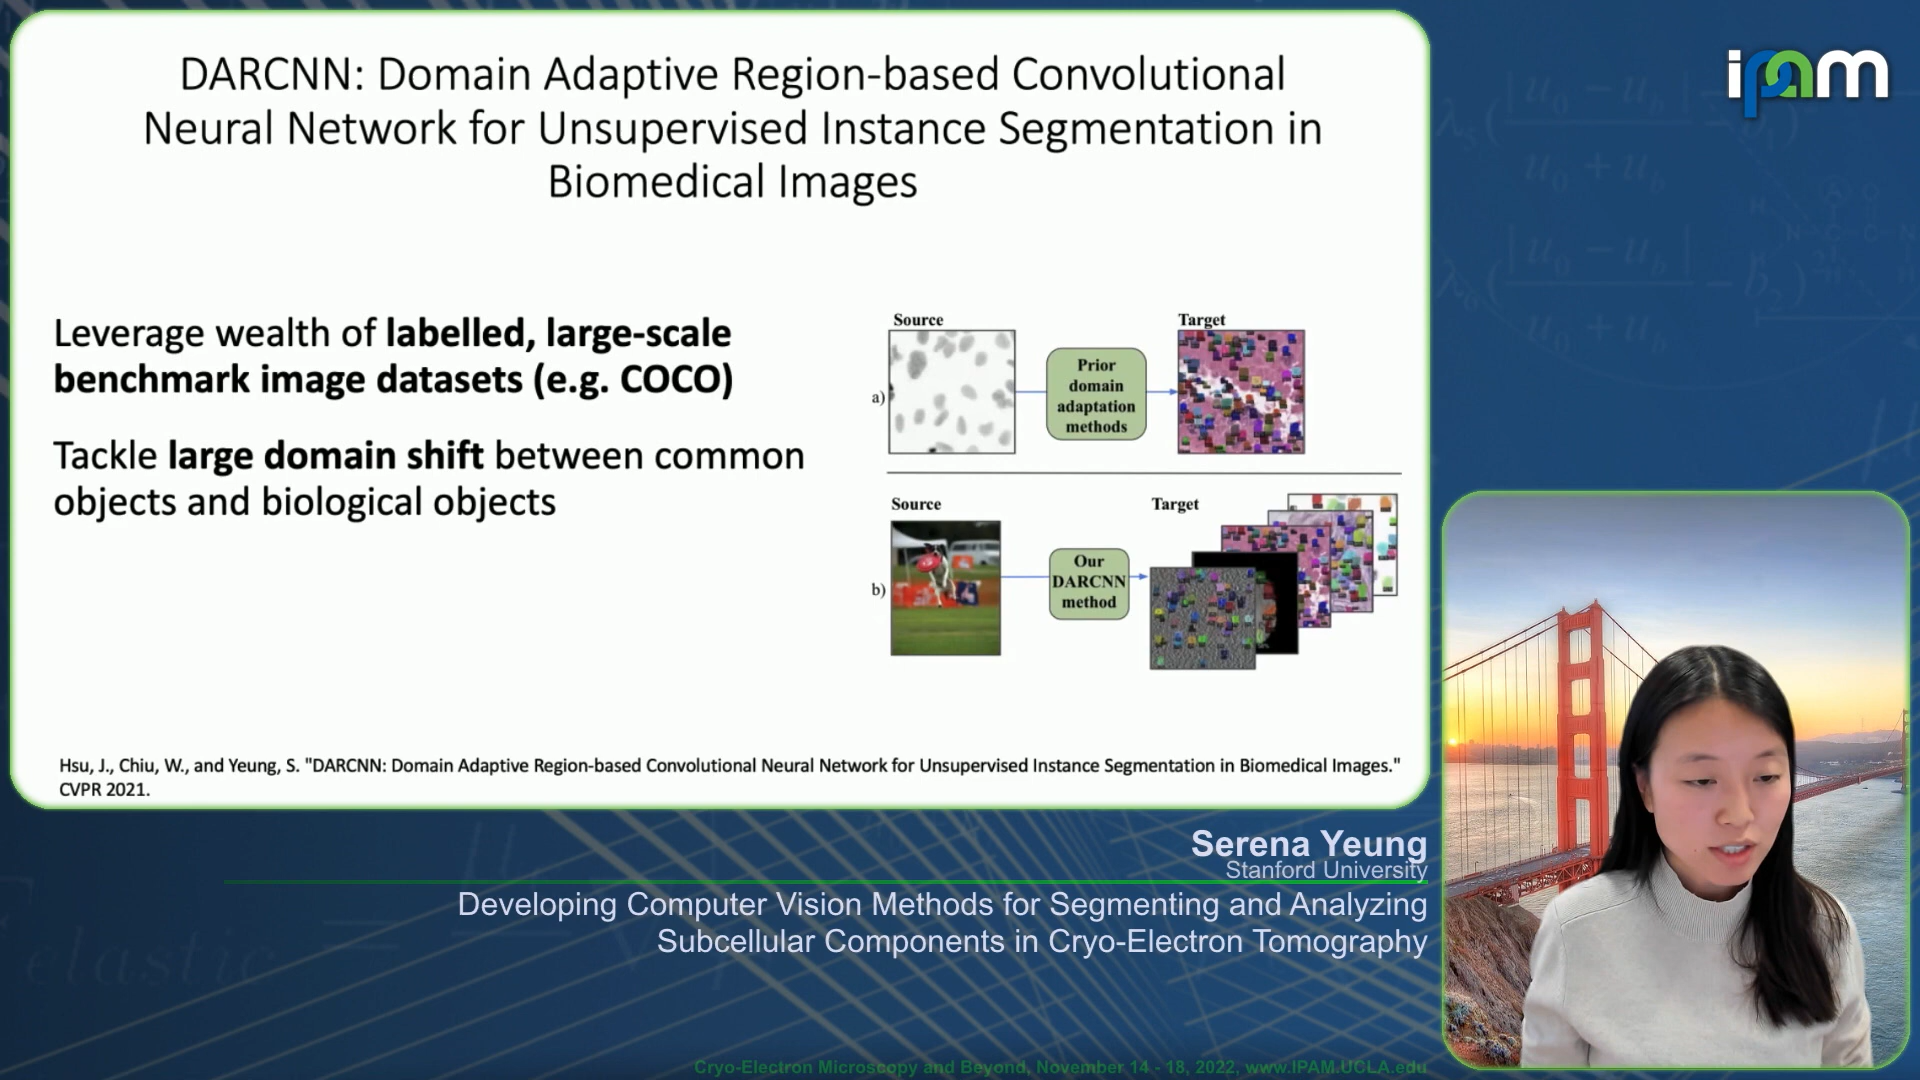 DARCNN: Domain Adaptive Region-based Convolutional
Neural Network for Unsupervised Instance Segmentation in
Biomedical Images
Leverage wealth of labelled, large-scale
benchmark image datasets (e.g. COCO)
Tackle large domain shift between common
objects and biological objects
Source
Target
a)
Prior
domain
adaptation
methods
Source
Target
b)
Our
DARCNN
method
Hsu, J., Chiu, W., and Yeung, S. "DARCNN: Domain Adaptive Region-based Convolutional Neural Network for Unsupervised Instance Segmentation in Biomedical Images."
CVPR 2021.
ipam
Serena Yeung
Stanford University
Developing Computer Vision Methods for Segmenting and Analyzing
Subcellular Components in Cryo-Electron Tomography
elastic
Cryo-Electron Microscopy and Beyond, November 14 - 18, 2022, www.IPAM.UCLA.edu